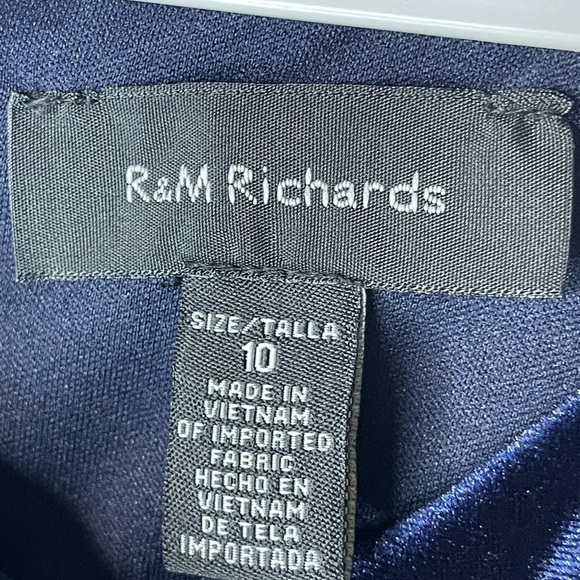 R&M Richards
SIZE/TALLA
10
MADE IN
VIETNAM
OF IMPORTED
FABRIC
HECHO EN
VIETNAM
DE TELA
IMPORTADA